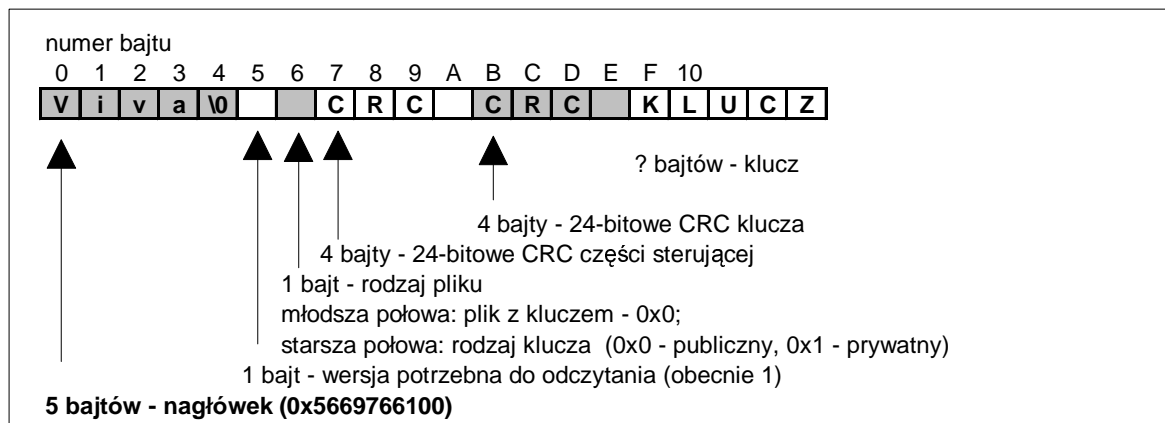 numer bajtu
0 1 2 3 4 5 6 7 8 9 A B C D E F 10
V i v a \0 C R C C R C K L U C Z
? bajtów - klucz
4 bajty - 24-bitowe CRC klucza
4 bajty - 24-bitowe CRC części sterującej
1 bajt - rodzaj pliku
młodsza połowa: plik z kluczem - 0x0;
starsza połowa: rodzaj klucza (0x0 - publiczny, 0x1 - prywatny)
1 bajt - wersja potrzebna do odczytania (obecnie 1)
5 bajtów - nagłówek (0x5669766100)